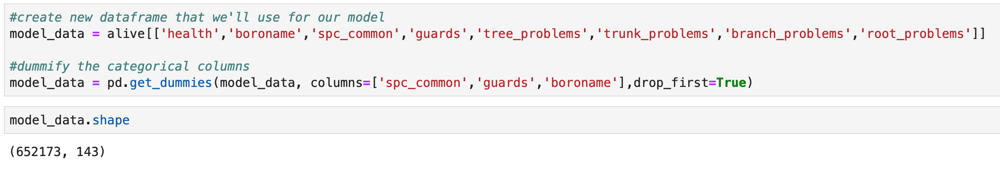 #create new dataframe that we'll use for our model
model_data = alive[['health','boroname','spc_common','guards','tree_problems','trunk_problems','branch_problems','root_problems']]
#dummify the categorical columns
model_data = pd.get_dummies(model_data, columns=['spc_common','guards','boroname'],drop_first=True)
model_data.shape
(652173, 143)